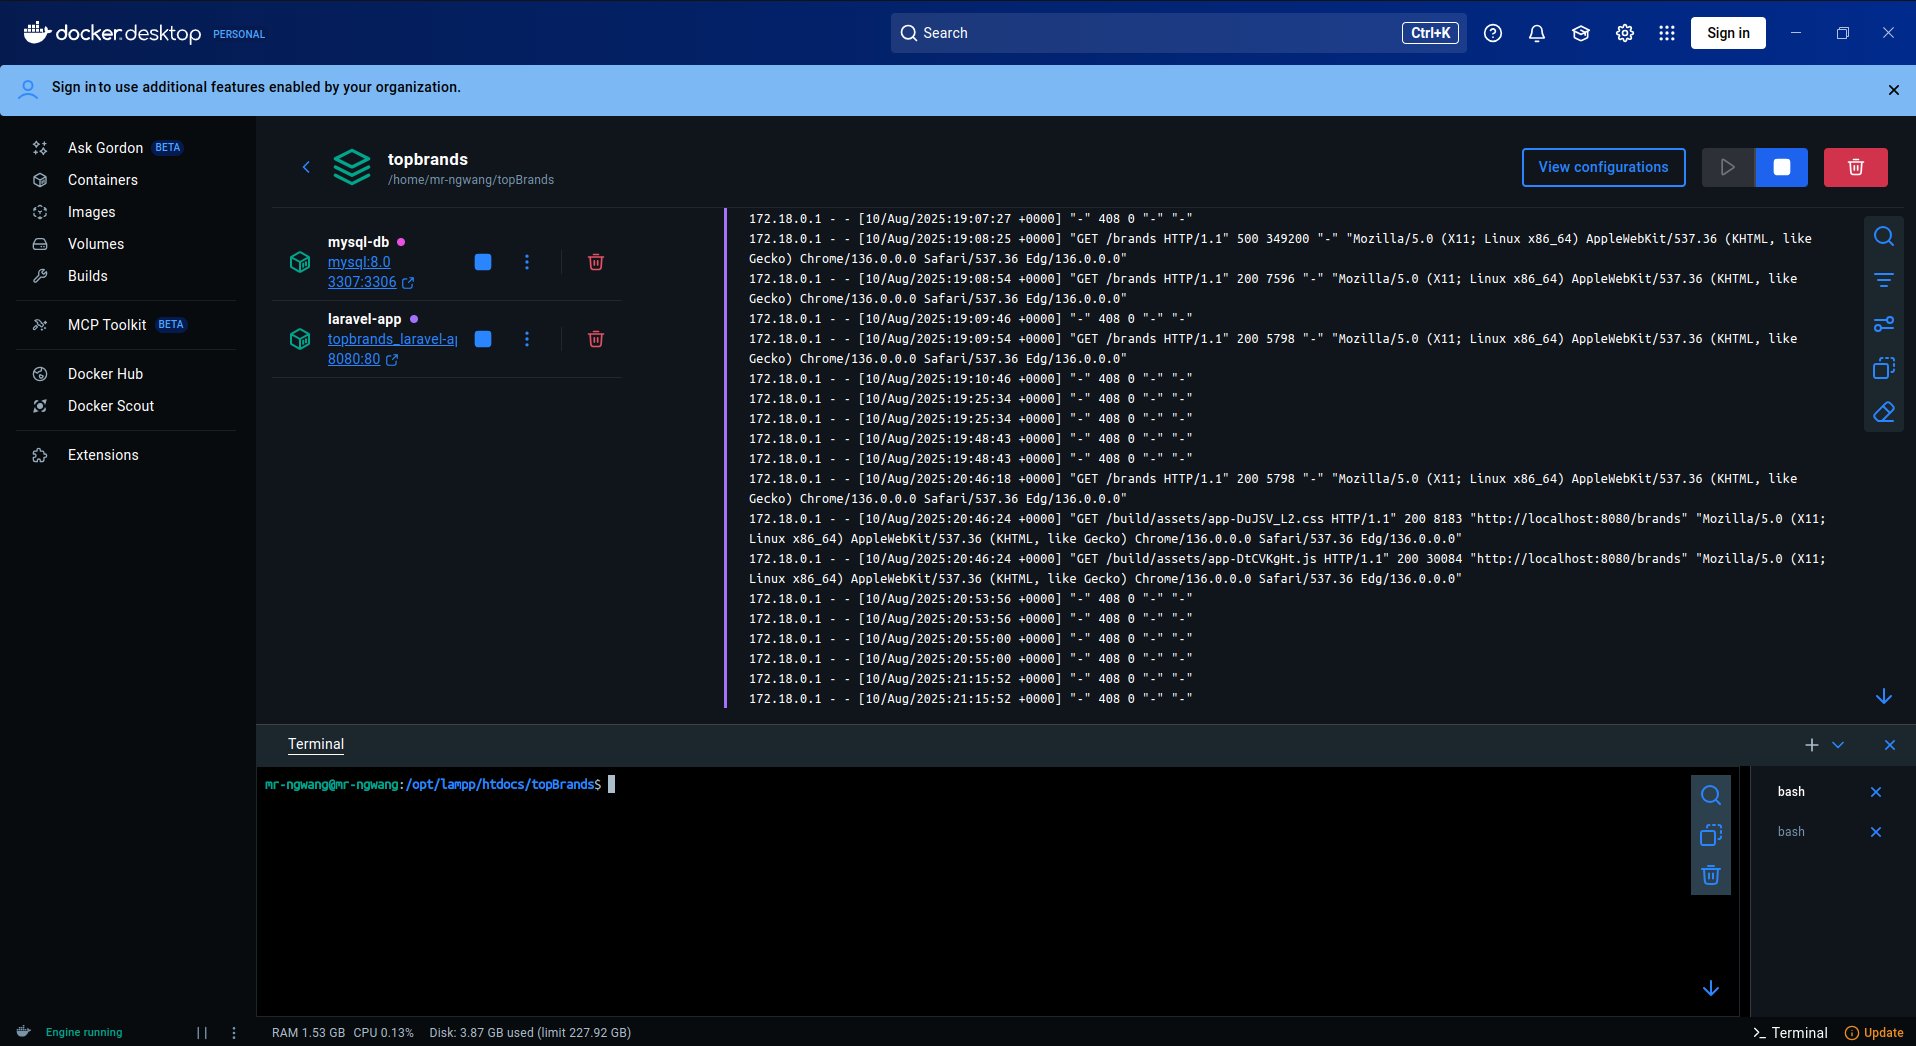 docker.desktop PERSONAL
Search
Ctrl+K
Sign in
Sign in to use additional features enabled by your organization.
Ask Gordon BETA
Containers
Images
Volumes
Builds
MCP Toolkit BETA
Docker Hub
Docker Scout
Extensions
topbrands
/home/mr-ngwang/topBrands
View configurations
mysql-db
mysql:8.0
3307:3306
laravel-app
topbrands_laravel-ap
8080:80
172.18.0.1 - - [10/Aug/2025:19:07:27 +0000] "-" 408 0 "-" "-"
172.18.0.1 - - [10/Aug/2025:19:08:25 +0000] "GET /brands HTTP/1.1" 500 349200 "-" "Mozilla/5.0 (X11; Linux x86_64) AppleWebKit/537.36 (KHTML, like
Gecko) Chrome/136.0.0.0 Safari/537.36 Edg/136.0.0.0"
172.18.0.1 - - [10/Aug/2025:19:08:54 +0000] "GET /brands HTTP/1.1" 200 7596 "-" "Mozilla/5.0 (X11; Linux x86_64) AppleWebKit/537.36 (KHTML, like
Gecko) Chrome/136.0.0.0 Safari/537.36 Edg/136.0.0.0"
172.18.0.1 - - [10/Aug/2025:19:09:46 +0000] "-" 408 0 "-" "-"
172.18.0.1 - - [10/Aug/2025:19:09:54 +0000] "GET /brands HTTP/1.1" 200 5798 "-" "Mozilla/5.0 (X11; Linux x86_64) AppleWebKit/537.36 (KHTML, like
Gecko) Chrome/136.0.0.0 Safari/537.36 Edg/136.0.0.0"
172.18.0.1 - - [10/Aug/2025:19:10:46 +0000] "-" 408 0 "-" "-"
172.18.0.1 - - [10/Aug/2025:19:25:34 +0000] "-" 408 0 "-" "-"
172.18.0.1 - - [10/Aug/2025:19:25:34 +0000] "-" 408 0 "-" "-"
172.18.0.1 - - [10/Aug/2025:19:48:43 +0000] "-" 408 0 "-" "-"
172.18.0.1 - - [10/Aug/2025:19:48:43 +0000] "-" 408 0 "-" "-"
172.18.0.1 - - [10/Aug/2025:20:46:18 +0000] "GET /brands HTTP/1.1" 200 5798 "-" "Mozilla/5.0 (X11; Linux x86_64) AppleWebKit/537.36 (KHTML, like
Gecko) Chrome/136.0.0.0 Safari/537.36 Edg/136.0.0.0"
172.18.0.1 - - [10/Aug/2025:20:46:24 +0000] "GET /build/assets/app-DuJSV_L2.css HTTP/1.1" 200 8183 "http://localhost:8080/brands" "Mozilla/5.0 (X11;
Linux x86_64) AppleWebKit/537.36 (KHTML, like Gecko) Chrome/136.0.0.0 Safari/537.36 Edg/136.0.0.0"
172.18.0.1 - - [10/Aug/2025:20:46:24 +0000] "GET /build/assets/app-DtCVKgHt.js HTTP/1.1" 200 30084 "http://localhost:8080/brands" "Mozilla/5.0 (X11;
Linux x86_64) AppleWebKit/537.36 (KHTML, like Gecko) Chrome/136.0.0.0 Safari/537.36 Edg/136.0.0.0"
172.18.0.1 - - [10/Aug/2025:20:53:56 +0000] "-" 408 0 "-" "-"
172.18.0.1 - - [10/Aug/2025:20:53:56 +0000] "-" 408 0 "-" "-"
172.18.0.1 - - [10/Aug/2025:20:55:00 +0000] "-" 408 0 "-" "-"
172.18.0.1 - - [10/Aug/2025:20:55:00 +0000] "-" 408 0 "-" "-"
172.18.0.1 - - [10/Aug/2025:21:15:52 +0000] "-" 408 0 "-" "-"
172.18.0.1 - - [10/Aug/2025:21:15:52 +0000] "-" 408 0 "-" "-"
Terminal
mr-ngwang@mr-ngwang:/opt/lampp/htdocs/topBrands$
bash
bash
Engine running
RAM 1.53 GB CPU 0.13% Disk: 3.87 GB used (limit 227.92 GB)
>_ Terminal
Update